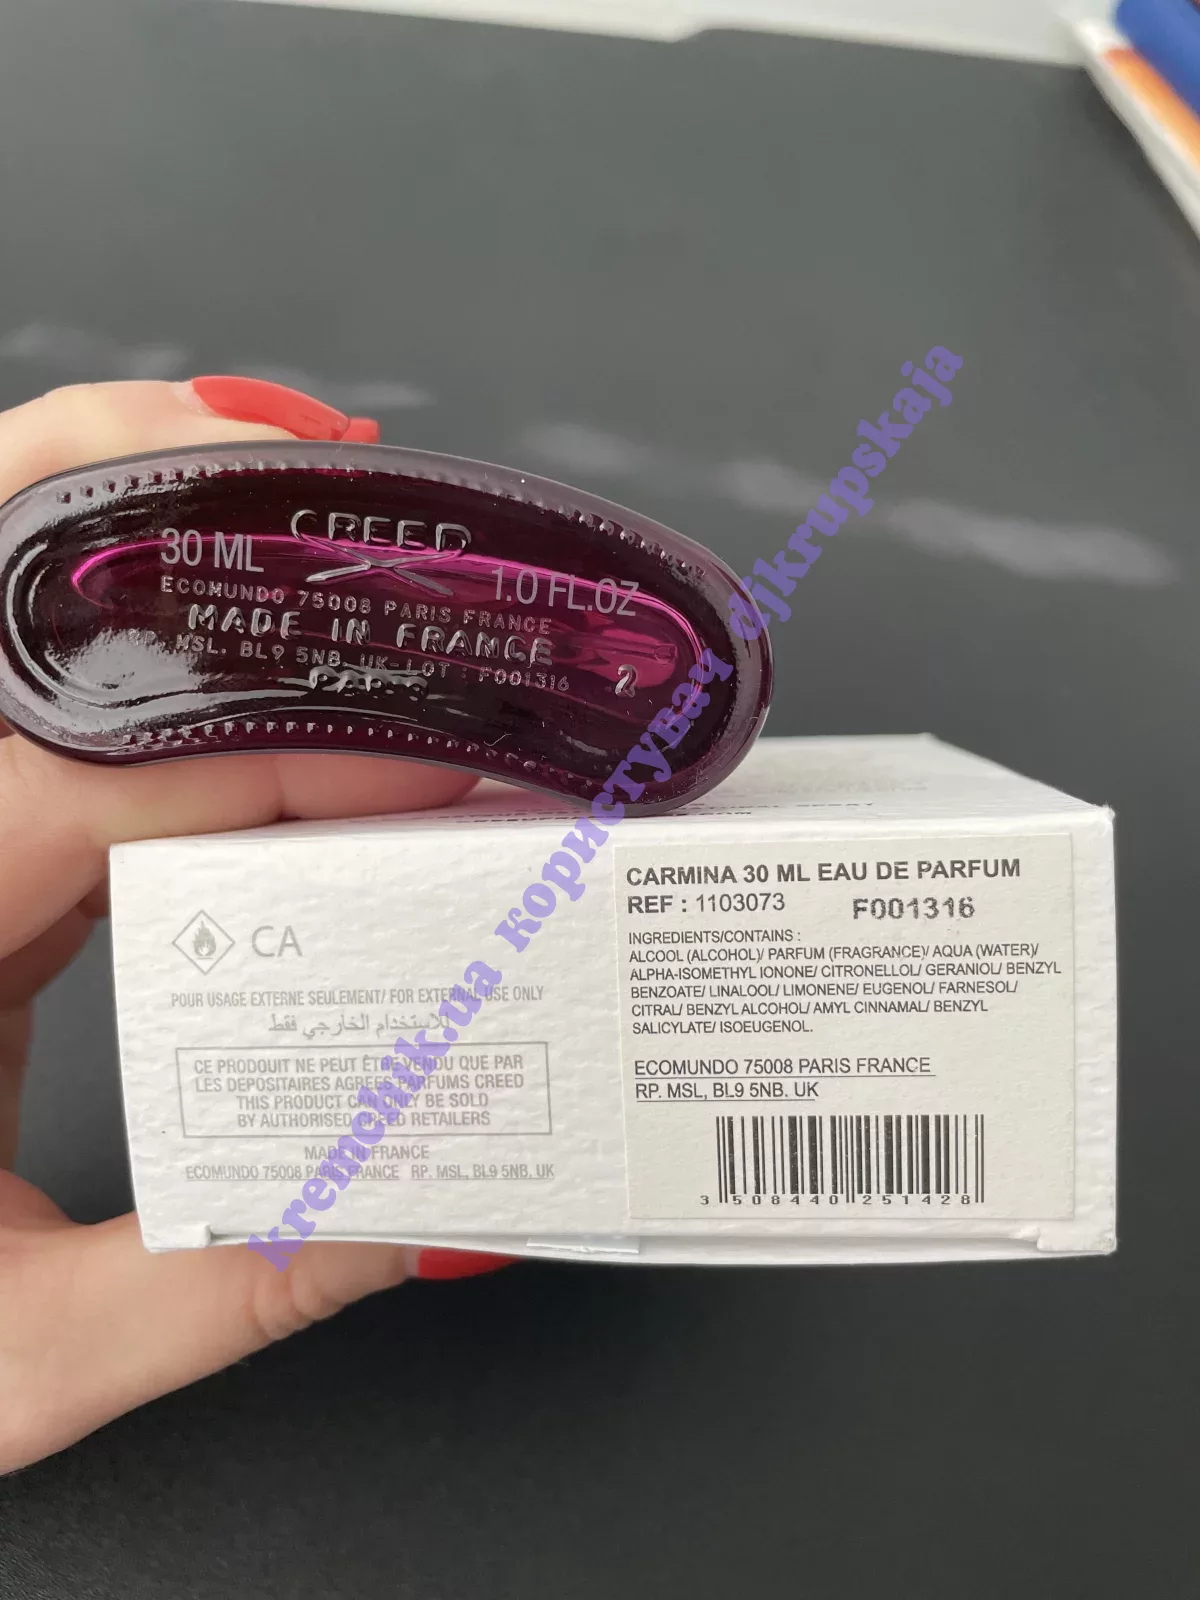 CREED
30 ML
1.0 FL.OZ
ECOMUNDO 75008 PARIS FRANCE
MADE IN FRANCE
RP. MSL. BL9 5NB. UK-LOT : F001316
PARIS
2
CARMINA 30 ML EAU DE PARFUM
REF : 1103073
F001316
INGREDIENTS/CONTAINS :
ALCOOL (ALCOHOL)/ PARFUM (FRAGRANCE)/ AQUA (WATER)/
ALPHA-ISOMETHYL IONONE/ CITRONELLOL/ GERANIOL/ BENZYL
BENZOATE/ LINALOOL/ LIMONENE/ EUGENOL/ FARNESOL/
CITRAL/ BENZYL ALCOHOL/ AMYL CINNAMAL/ BENZYL
SALICYLATE/ ISOEUGENOL.
ECOMUNDO 75008 PARIS FRANCE
RP. MSL, BL9 5NB. UK
3 508440 251428
CA
POUR USAGE EXTERNE SEULEMENT/ FOR EXTERNAL USE ONLY
للاستخدام الخارجي فقط
CE PRODOUIT NE PEUT ÊTRE VENDU QUE PAR
LES DEPOSITAIRES AGREES PARFUMS CREED
THIS PRODUCT CAN ONLY BE SOLD
BY AUTHORISED CREED RETAILERS
MADE IN FRANCE
ECOMUNDO 75008 PARIS FRANCE RP. MSL, BL9 5NB. UK
kremchik.ua користувач djkrupskaja